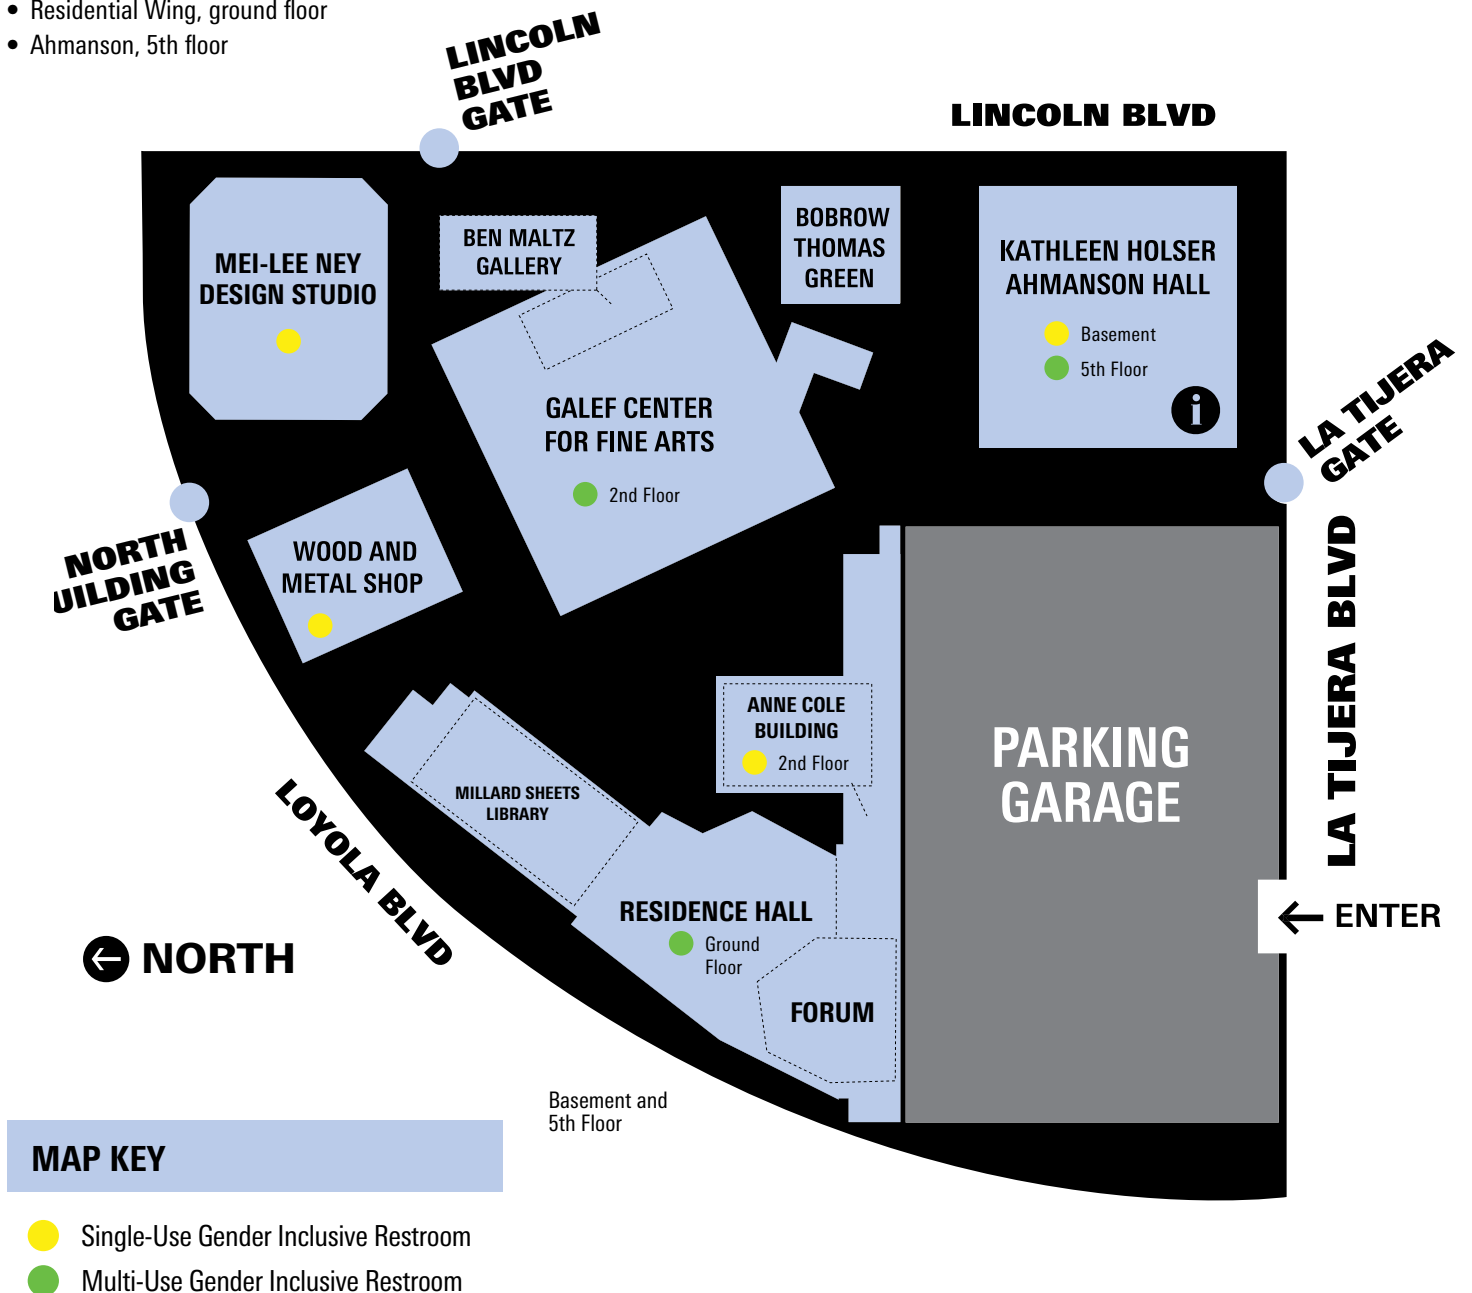 • Residential Wing, ground floor
• Ahmanson, 5th floor
LINCOLN
BLVD
GATE
LINCOLN BLVD
MEI-LEE NEY
DESIGN STUDIO
BEN MALTZ
GALLERY
BOBROW
THOMAS
GREEN
KATHLEEN HOLSER
AHMANSON HALL
Basement
5th Floor
i
LA TIJERA
GATE
GALEF CENTER
FOR FINE ARTS
2nd Floor
NORTH
UILDING
GATE
WOOD AND
METAL SHOP
LA TIJERA BLVD
ANNE COLE
BUILDING
2nd Floor
PARKING
GARAGE
MILLARD SHEETS
LIBRARY
LOYOLA BLVD
RESIDENCE HALL
Ground
Floor
FORUM
ENTER
NORTH
Basement and
5th Floor
MAP KEY
Single-Use Gender Inclusive Restroom
Multi-Use Gender Inclusive Restroom